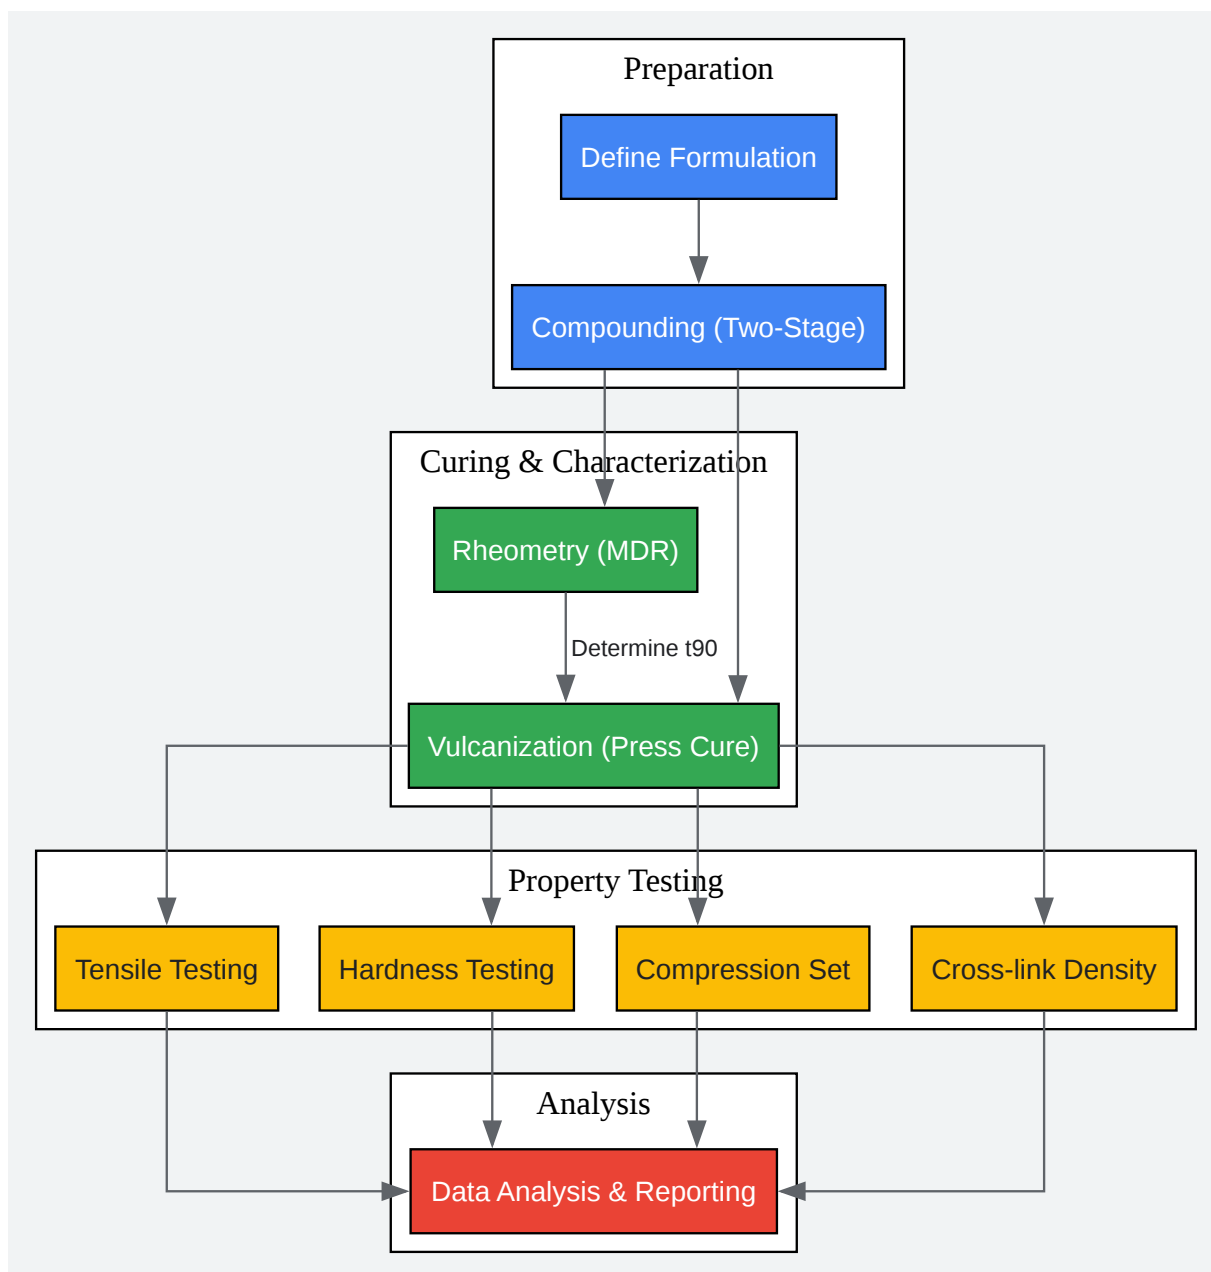 Preparation
Define Formulation
Compounding (Two-Stage)
Curing & Characterization
Rheometry (MDR)
Determine t90
Vulcanization (Press Cure)
Property Testing
Tensile Testing
Hardness Testing
Compression Set
Cross-link Density
Analysis
Data Analysis & Reporting